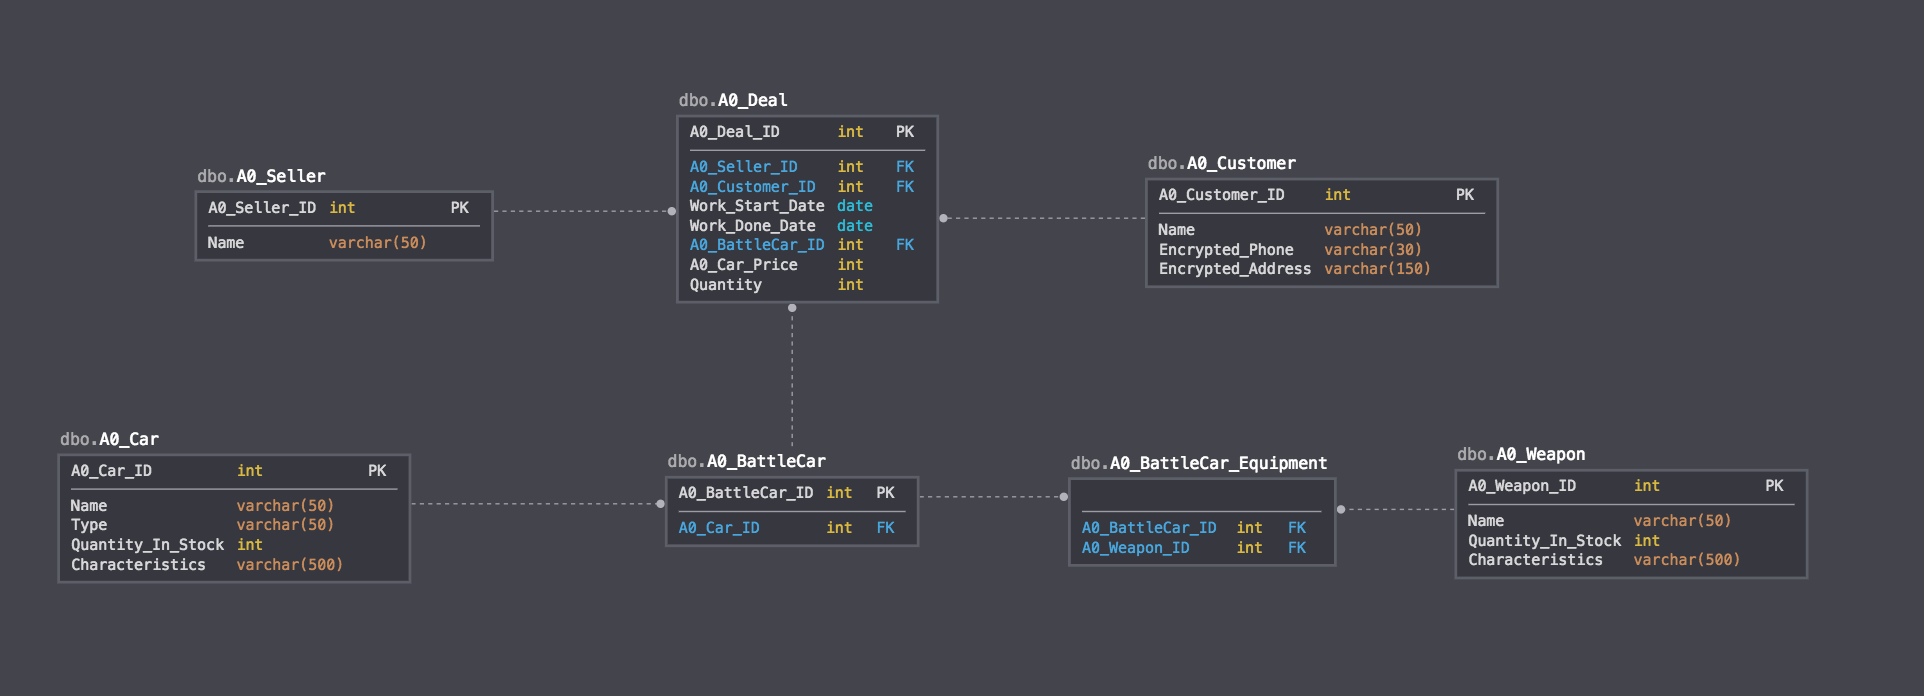 dbo.A0_Deal
A0_Deal_ID int PK
A0_Seller_ID int FK
A0_Customer_ID int FK
Work_Start_Date date
Work_Done_Date date
A0_BattleCar_ID int FK
A0_Car_Price int
Quantity int
dbo.A0_Seller
A0_Seller_ID int PK
Name varchar(50)
dbo.A0_Customer
A0_Customer_ID int PK
Name varchar(50)
Encrypted_Phone varchar(30)
Encrypted_Address varchar(150)
dbo.A0_Car
A0_Car_ID int PK
Name varchar(50)
Type varchar(50)
Quantity_In_Stock int
Characteristics varchar(500)
dbo.A0_BattleCar
A0_BattleCar_ID int PK
A0_Car_ID int FK
dbo.A0_BattleCar_Equipment
A0_BattleCar_ID int FK
A0_Weapon_ID int FK
dbo.A0_Weapon
A0_Weapon_ID int PK
Name varchar(50)
Quantity_In_Stock int
Characteristics varchar(500)